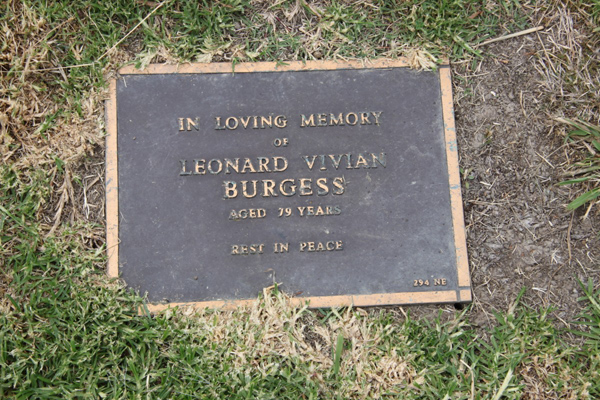 IN LOVING MEMORY
OF
LEONARD VIVIAN
BURGESS
AGED 79 YEARS
REST IN PEACE
294 NE